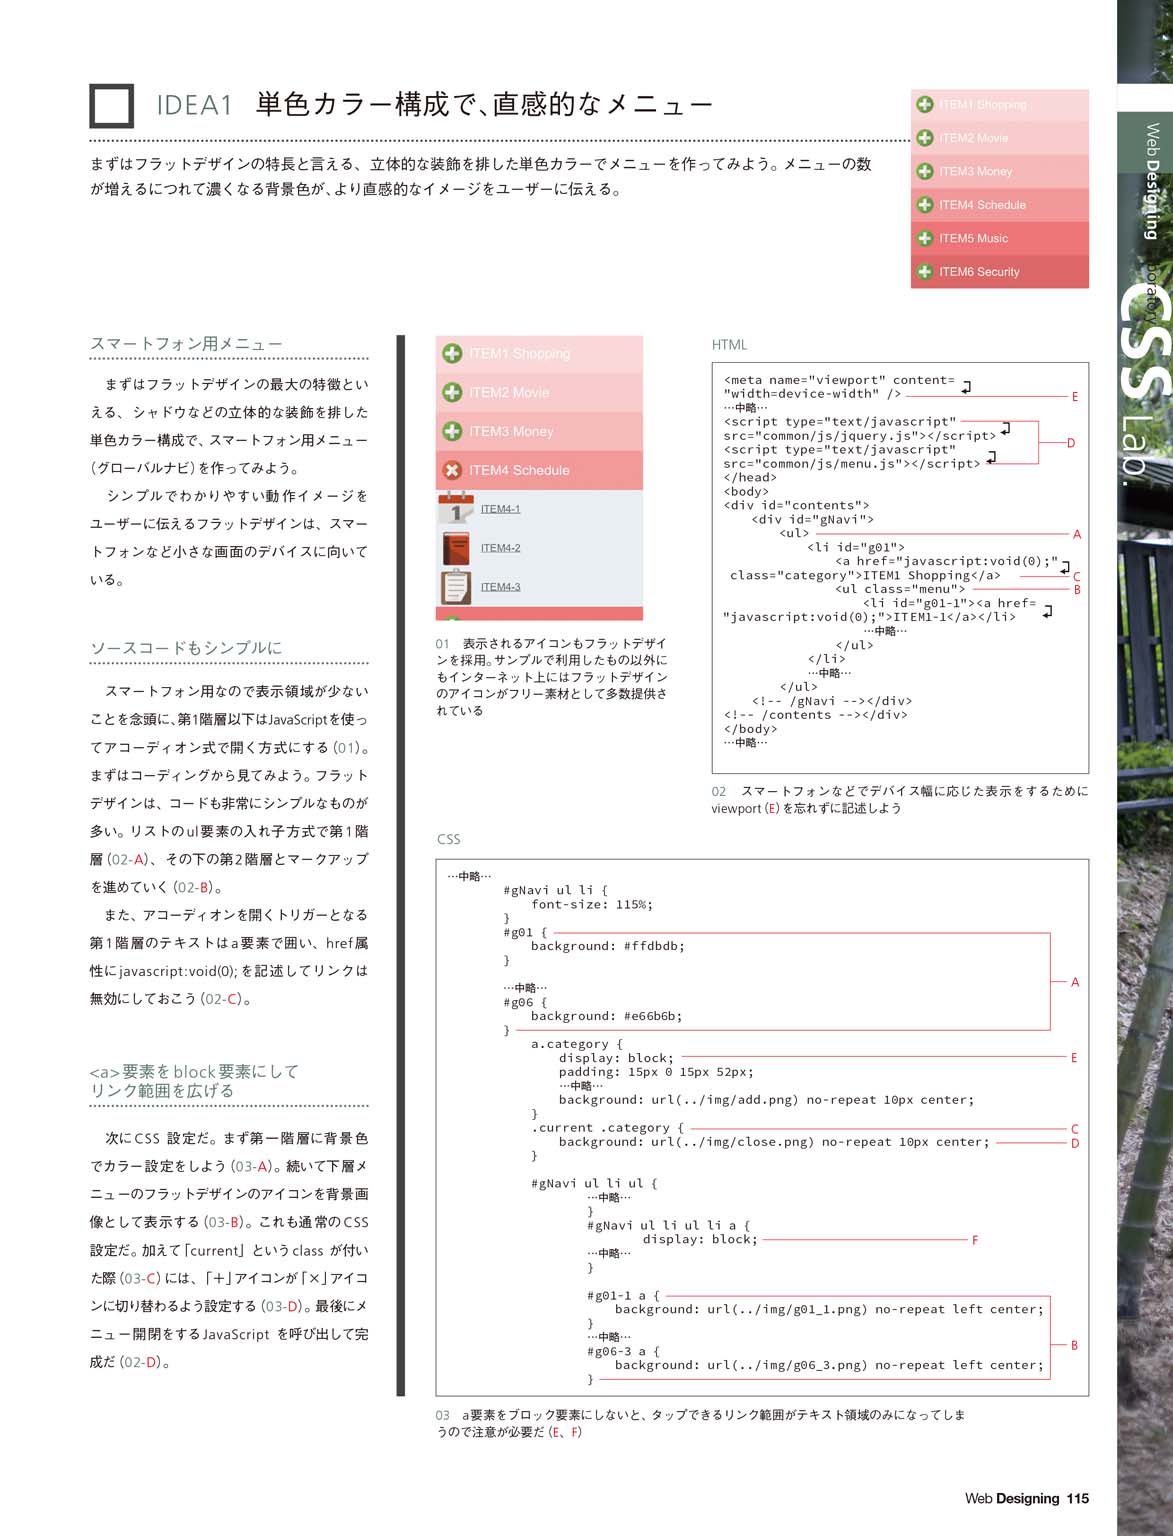 IDEA1 単色カラー構成で、直感的なメニュー
まずはフラットデザインの特長と言える、立体的な装飾を排した単色カラーでメニューを作ってみよう。メニューの数
が増えるにつれて濃くなる背景色が、より直感的なイメージをユーザーに伝える。
ITEM1 Shopping
ITEM2 Movie
ITEM3 Money
ITEM4 Schedule
ITEM5 Music
ITEM6 Security
Web Designing
boratory
CSS Lab.
スマートフォン用メニュー
まずはフラットデザインの最大の特徴とい
える、シャドウなどの立体的な装飾を排した
単色カラー構成で、スマートフォン用メニュー
（グローバルナビ）を作ってみよう。
シンプルでわかりやすい動作イメージを
ユーザーに伝えるフラットデザインは、スマー
トフォンなど小さな画面のデバイスに向いて
いる。
ソースコードもシンプルに
スマートフォン用なので表示領域が少ない
ことを念頭に、第1階層以下はJavaScriptを使っ
てアコーディオン式で開く方式にする（01）。
まずはコーディングから見てみよう。フラット
デザインは、コードも非常にシンプルなものが
多い。リストのul要素の入れ子方式で第1階
層（02-A）、その下の第2階層とマークアップ
を進めていく（02-B）。
また、アコーディオンを開くトリガーとなる
第1階層のテキストはa要素で囲い、href属
性にjavascript:void(0);を記述してリンクは
無効にしておこう（02-C）。
<a>要素をblock要素にして
リンク範囲を広げる
次にCSS 設定だ。まず第一階層に背景色
でカラー設定をしよう（03-A）。続いて下層メ
ニューのフラットデザインのアイコンを背景画
像として表示する（03-B）。これも通常のCSS
設定だ。加えて「current」というclass が付い
た際（03-C）には、「＋」アイコンが「×」アイコ
ンに切り替わるよう設定する（03-D）。最後にメ
ニュー開閉をするJavaScript を呼び出して完
成だ（02-D）。
ITEM1 Shopping
ITEM2 Movie
ITEM3 Money
ITEM4 Schedule
1
ITEM4-1
ITEM4-2
ITEM4-3
01 表示されるアイコンもフラットデザイ
ンを採用。サンプルで利用したもの以外に
もインターネット上にはフラットデザイン
のアイコンがフリー素材として多数提供さ
れている
HTML
<meta name="viewport" content=
"width=device-width" /> E
…中略…
<script type="text/javascript"
src="common/js/jquery.js"></script>
D
<script type="text/javascript"
src="common/js/menu.js"></script>
</head>
<body>
<div id="contents">
<div id="gNavi">
<ul> A
<li id="g01">
<a href="javascript:void(0);"
class="category">ITEM1 Shopping</a> C
<ul class="menu"> B
<li id="g01-1"><a href=
"javascript:void(0);">ITEM1-1</a></li>
…中略…
</ul>
</li>
…中略…
</ul>
<!-- /gNavi --></div>
<!-- /contents --></div>
</body>
…中略…
02 スマートフォンなどでデバイス幅に応じた表示をするために
viewport（E）を忘れずに記述しよう
CSS
…中略…
#gNavi ul li {
font-size: 115%;
}
#g01 {
background: #ffdbdb;
}
A
…中略…
#g06 {
background: #e66b6b;
}
a.category {
display: block; E
padding: 15px 0 15px 52px;
…中略…
background: url(../img/add.png) no-repeat 10px center;
}
.current .category { C
background: url(../img/close.png) no-repeat 10px center; D
}
#gNavi ul li ul {
…中略…
}
#gNavi ul li ul li a {
display: block; F
…中略…
}
#g01-1 a {
background: url(../img/g01_1.png) no-repeat left center;
}
…中略…
B
#g06-3 a {
background: url(../img/g06_3.png) no-repeat left center;
}
03 a要素をブロック要素にしないと、タップできるリンク範囲がテキスト領域のみになってしま
うので注意が必要だ（E、F）
Web Designing 115